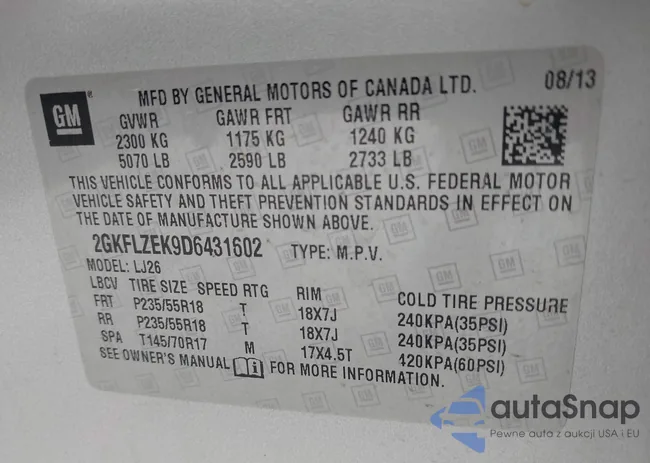 GM
MFD BY GENERAL MOTORS OF CANADA LTD. 08/13
GVWR GAWR FRT GAWR RR
2300 KG 1175 KG 1240 KG
5070 LB 2590 LB 2733 LB
THIS VEHICLE CONFORMS TO ALL APPLICABLE U.S. FEDERAL MOTOR
VEHICLE SAFETY AND THEFT PREVENTION STANDARDS IN EFFECT ON
THE DATE OF MANUFACTURE SHOWN ABOVE.
2GKFLZEK9D6431602 TYPE: M.P.V.
MODEL: LJ26
LBCV TIRE SIZE SPEED RTG RIM COLD TIRE PRESSURE
FRT P235/55R18 T 18X7J 240KPA(35PSI)
RR P235/55R18 T 18X7J 240KPA(35PSI)
SPA T145/70R17 M 17X4.5T 420KPA(60PSI)
SEE OWNER'S MANUAL FOR MORE INFORMATION.
autaSnap
Pewne auta z aukcji USA i EU